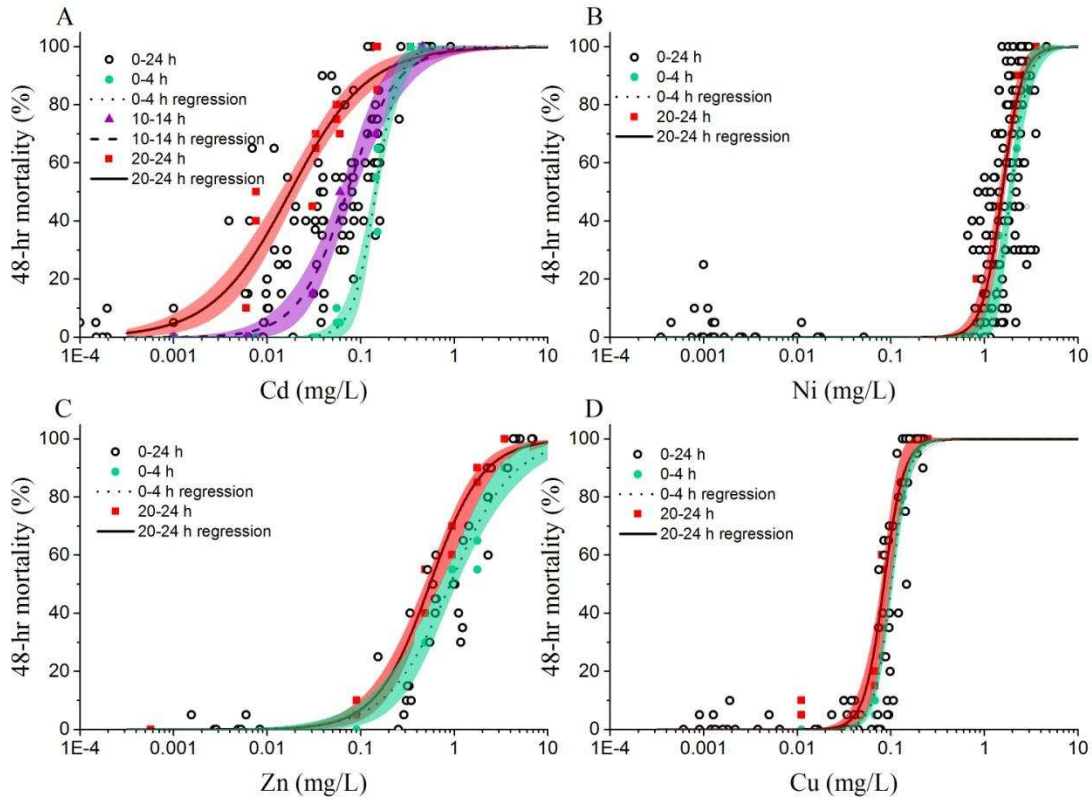 A
B
100
80
60
40
20
0
48-hr mortality (%)
0-24 h
0-4 h
0-4 h regression
10-14 h
10-14 h regression
20-24 h
20-24 h regression
1E-4 0.001 0.01 0.1 1 10
Cd (mg/L)
100
80
60
40
20
0
48-hr mortality (%)
0-24 h
0-4 h
0-4 h regression
20-24 h
20-24 h regression
1E-4 0.001 0.01 0.1 1 10
Ni (mg/L)
C
D
100
80
60
40
20
0
48-hr mortality (%)
0-24 h
0-4 h
0-4 h regression
20-24 h
20-24 h regression
1E-4 0.001 0.01 0.1 1 10
Zn (mg/L)
100
80
60
40
20
0
48-hr mortality (%)
0-24 h
0-4 h
0-4 h regression
20-24 h
20-24 h regression
1E-4 0.001 0.01 0.1 1 10
Cu (mg/L)